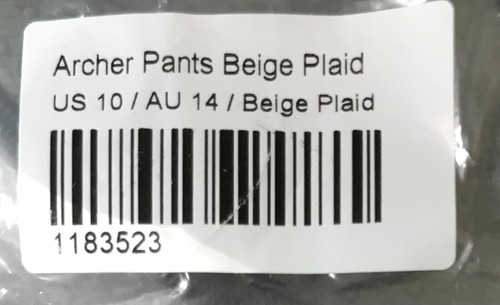 Archer Pants Beige Plaid
US 10 / AU 14 / Beige Plaid
1183523